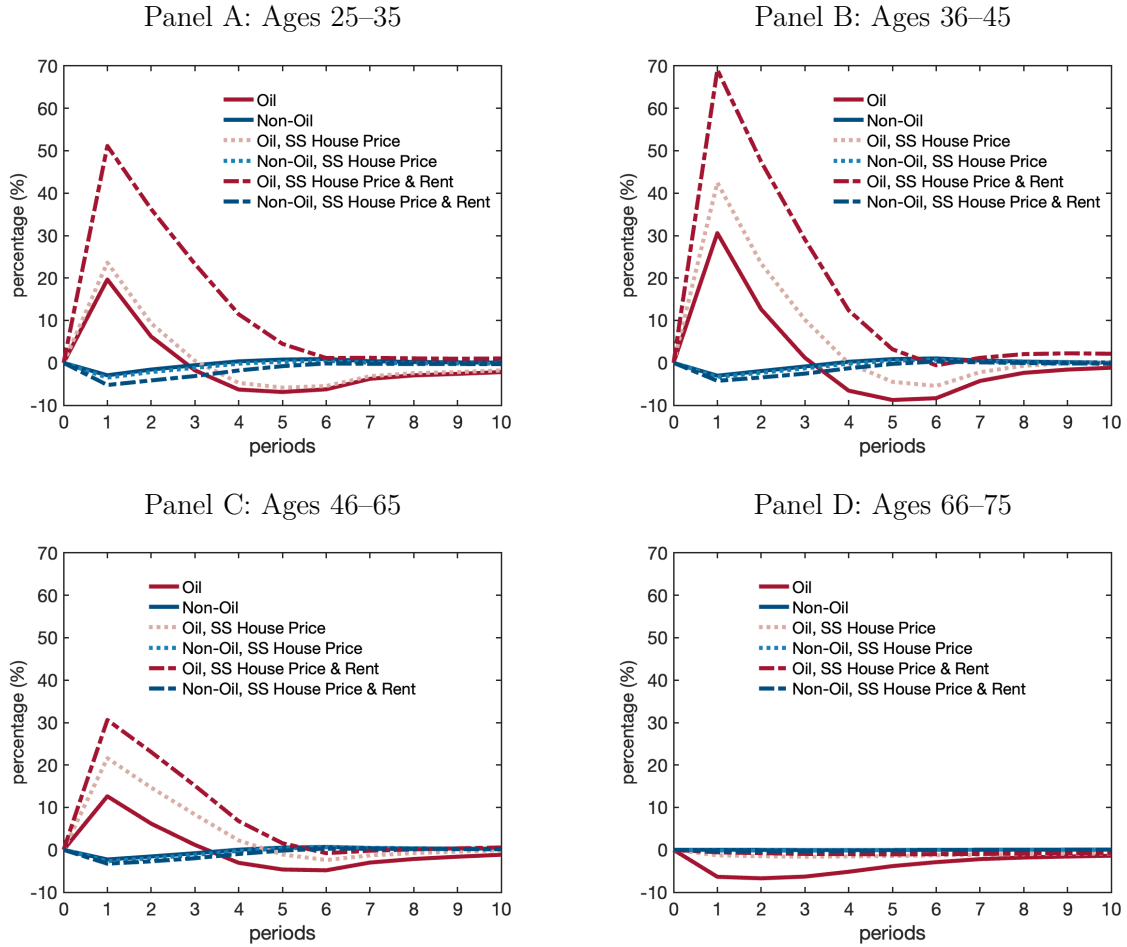 Panel A: Ages 25–35
70
60
50
40
30
20
10
0
-10
percentage (%)
Oil
Non-Oil
Oil, SS House Price
Non-Oil, SS House Price
Oil, SS House Price & Rent
Non-Oil, SS House Price & Rent
0 1 2 3 4 5 6 7 8 9 10
periods
Panel B: Ages 36–45
70
60
50
40
30
20
10
0
-10
percentage (%)
Oil
Non-Oil
Oil, SS House Price
Non-Oil, SS House Price
Oil, SS House Price & Rent
Non-Oil, SS House Price & Rent
0 1 2 3 4 5 6 7 8 9 10
periods
Panel C: Ages 46–65
70
60
50
40
30
20
10
0
-10
percentage (%)
Oil
Non-Oil
Oil, SS House Price
Non-Oil, SS House Price
Oil, SS House Price & Rent
Non-Oil, SS House Price & Rent
0 1 2 3 4 5 6 7 8 9 10
periods
Panel D: Ages 66–75
70
60
50
40
30
20
10
0
-10
percentage (%)
Oil
Non-Oil
Oil, SS House Price
Non-Oil, SS House Price
Oil, SS House Price & Rent
Non-Oil, SS House Price & Rent
0 1 2 3 4 5 6 7 8 9 10
periods